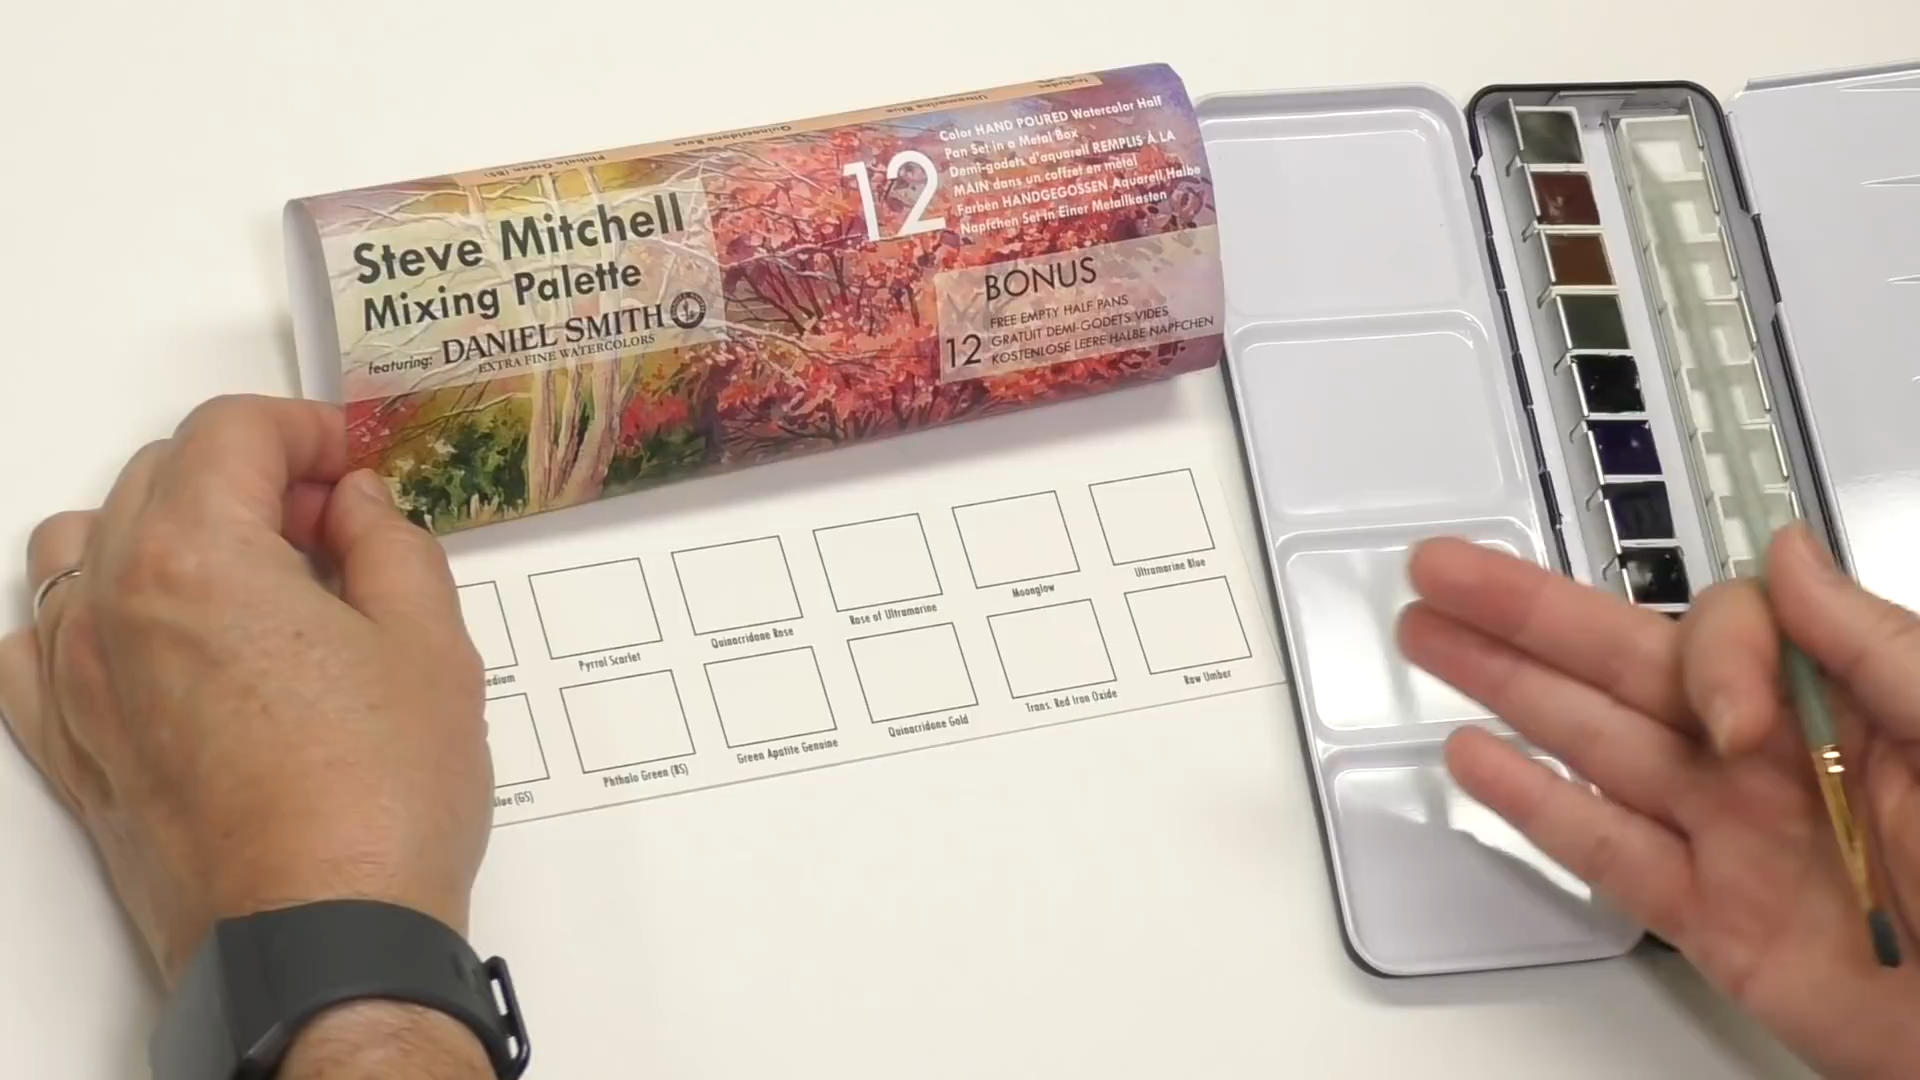 Includes
Ultramarine Blue
Quinacridone Rose
Phthalo Green (BS)
Steve Mitchell
Mixing Palette
featuring: DANIEL SMITH
EXTRA FINE WATERCOLORS
12
Color HAND POURED Watercolor Half
Pan Set in a Metal Box
Demi-godets d'aquarell REMPLIS À LA
MAIN dans un coffret en métal
Farben HANDGEGOSSEN Aquarell Halbe
Napfchen Set in Einer Metallkasten
BONUS
12
FREE EMPTY HALF PANS
GRATUIT DEMI-GODETS VIDES
KOSTENLOSE LEERE HALBE NAPFCHEN
Pyrrol Scarlet
Quinacridone Rose
Rose of Ultramarine
Moonglow
Ultramarine Blue
(GS)
Phthalo Green (BS)
Green Apatite Genuine
Quinacridone Gold
Trans. Red Iron Oxide
Raw Umber